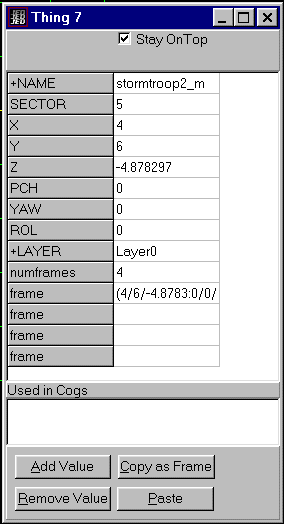 JED Thing 7
Stay OnTop
+NAME stormtroop2_m
SECTOR 5
X 4
Y 6
Z -4.878297
PCH 0
YAW 0
ROL 0
+LAYER Layer0
numframes 4
frame (4/6/-4.8783:0/0/
frame
frame
frame
Used in Cogs
Add Value Copy as Frame
Remove Value Paste